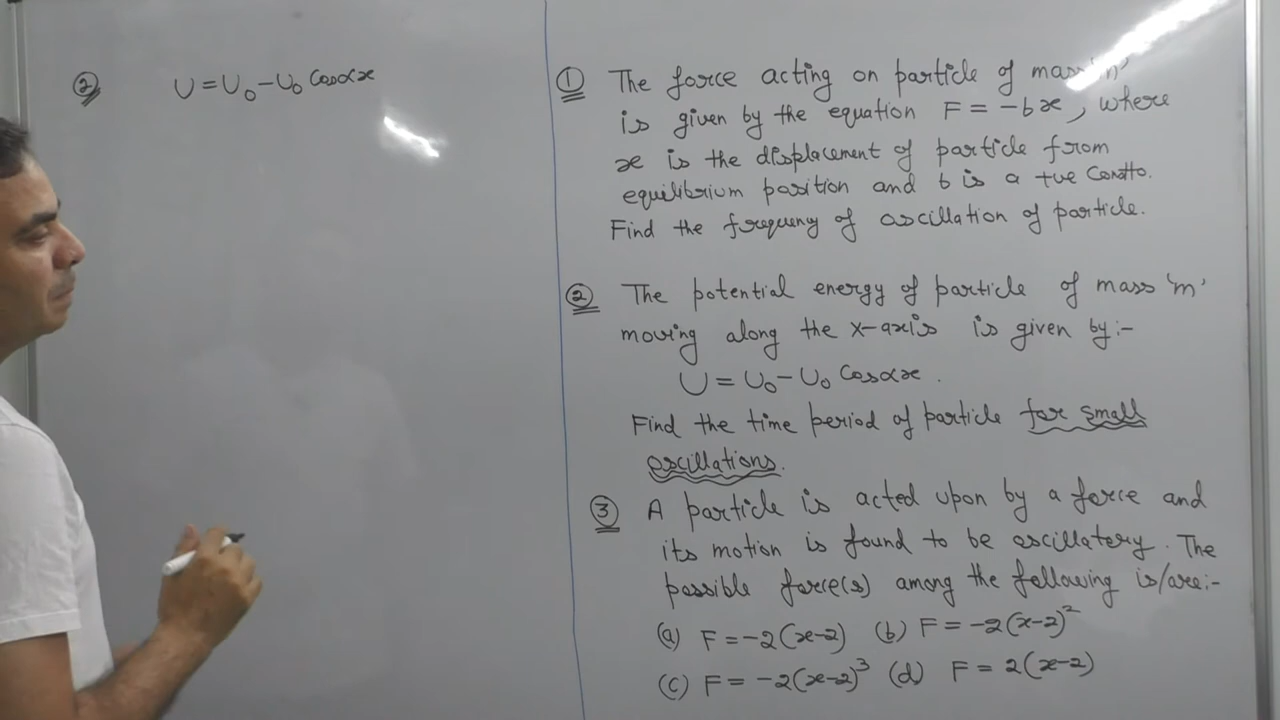 ② U = U₀ - U₀ Cosαx
① The force acting on particle of mass 'm'
is given by the equation F = -bx, where
x is the displacement of particle from
equilibrium position and b is a +ve Constt.
Find the frequency of oscillation of particle.
② The potential energy of particle of mass 'm'
moving along the x-axis is given by:-
U = U₀ - U₀ Cosαx.
Find the time period of particle for small
oscillations.
③ A particle is acted upon by a force and
its motion is found to be oscillatory. The
possible force(s) among the following is/are:-
(a) F = -2(x-2) (b) F = -2(x-2)²
(c) F = -2(x-2)³ (d) F = 2(x-2)